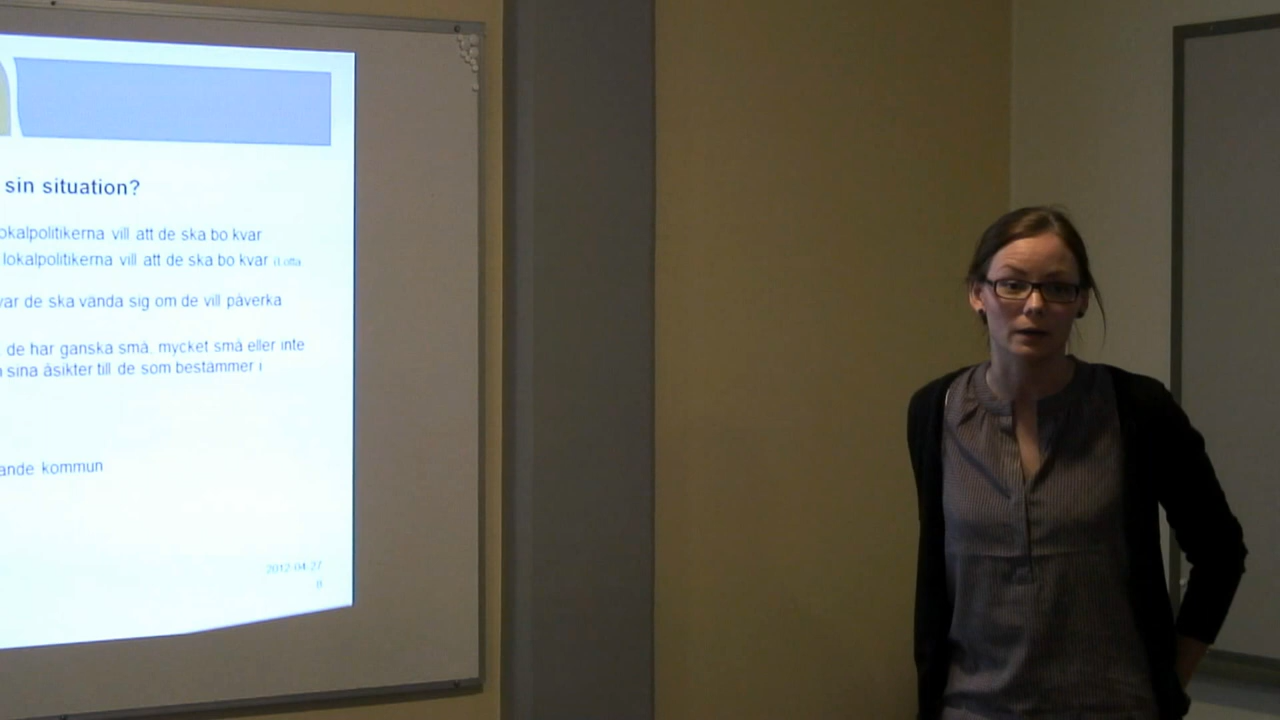 sin situation?
okalpolitikerna vill att de ska bo kvar
lokalpolitikerna vill att de ska bo kvar
var de ska vända sig om de vill påverka
de har ganska små, mycket små eller inte
sina åsikter till de som bestämmer i
ande kommun
2012-04-27